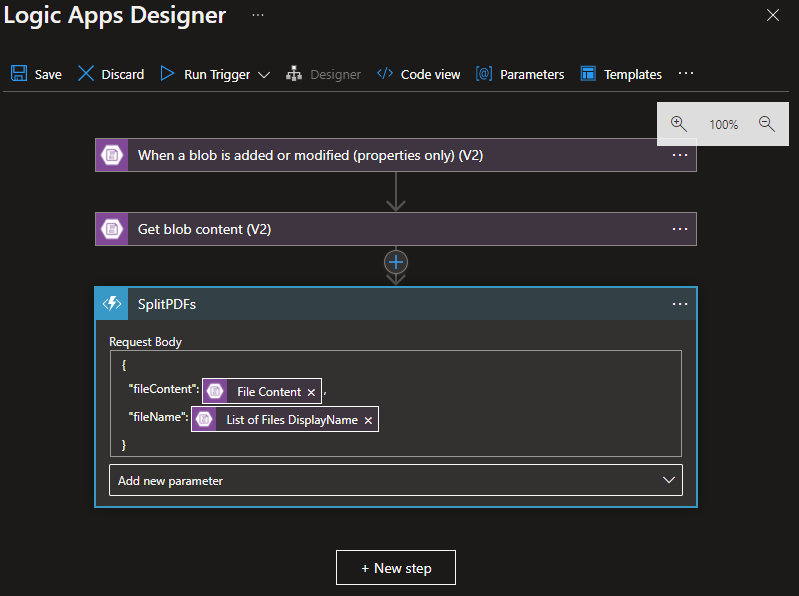 Logic Apps Designer ...
Save Discard Run Trigger Designer Code view Parameters Templates ...
100%
When a blob is added or modified (properties only) (V2) ...
Get blob content (V2) ...
SplitPDFs ...
Request Body
{
"fileContent": File Content × ,
"fileName": List of Files DisplayName ×
}
Add new parameter
+ New step